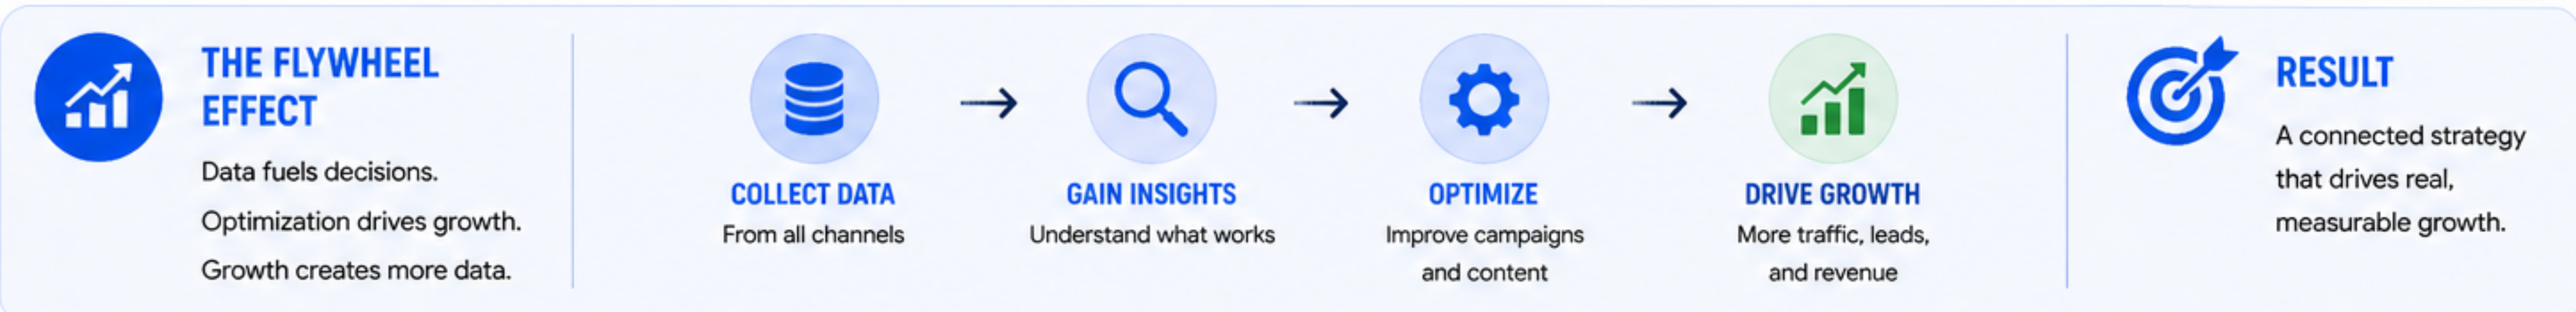 THE FLYWHEEL
EFFECT
Data fuels decisions.
Optimization drives growth.
Growth creates more data.
COLLECT DATA
From all channels
GAIN INSIGHTS
Understand what works
OPTIMIZE
Improve campaigns
and content
DRIVE GROWTH
More traffic, leads,
and revenue
RESULT
A connected strategy
that drives real,
measurable growth.